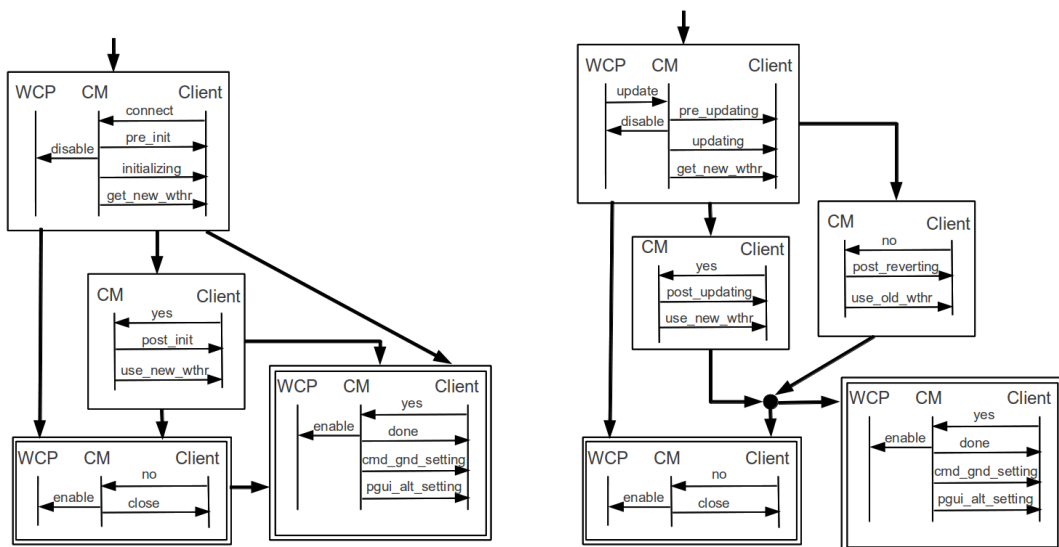 WCP CM Client
connect
pre_init
disable
initializing
get_new_wthr
CM Client
yes
post_init
use_new_wthr
WCP CM Client
yes
enable
done
cmd_gnd_setting
pgui_alt_setting
WCP CM Client
no
enable
close
WCP CM Client
update
pre_updating
disable
updating
get_new_wthr
CM Client
yes
post_updating
use_new_wthr
CM Client
no
post_reverting
use_old_wthr
WCP CM Client
yes
enable
done
cmd_gnd_setting
pgui_alt_setting
WCP CM Client
no
enable
close